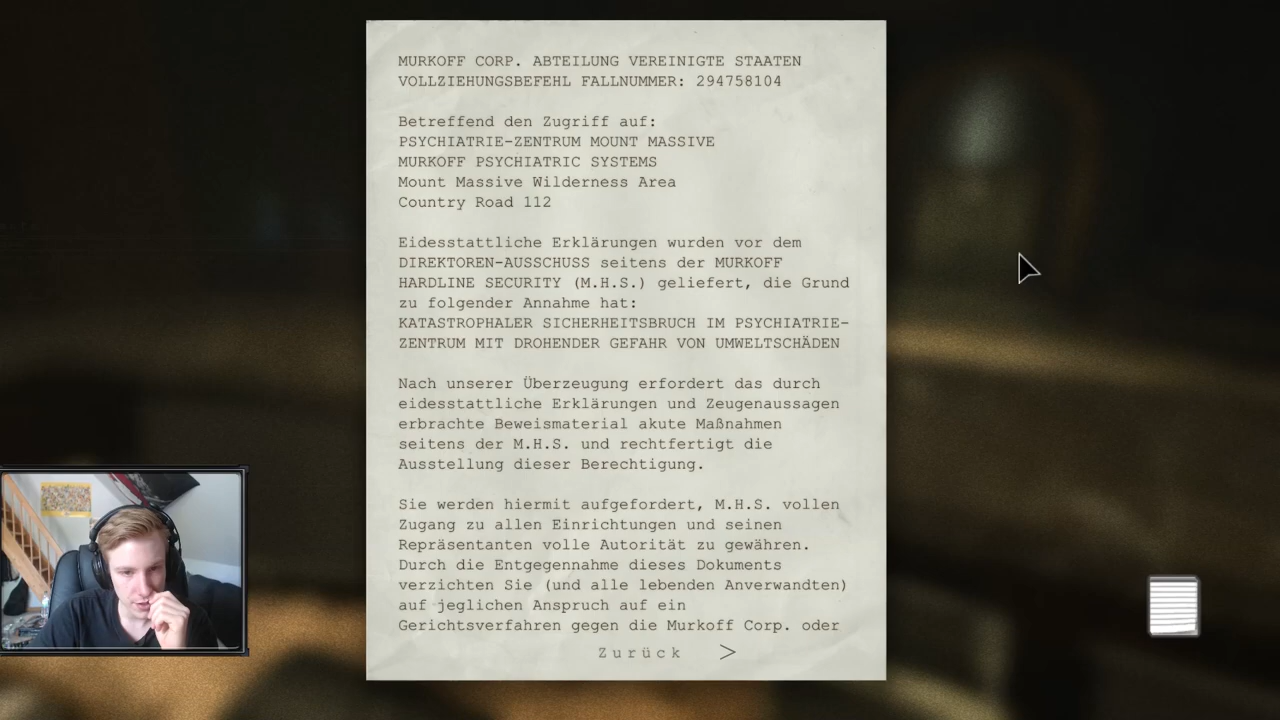 MURKOFF CORP. ABTEILUNG VEREINIGTE STAATEN
VOLLZIEHUNGSBEFEHL FALLNUMMER: 294758104
Betreffend den Zugriff auf:
PSYCHIATRIE-ZENTRUM MOUNT MASSIVE
MURKOFF PSYCHIATRIC SYSTEMS
Mount Massive Wilderness Area
Country Road 112
Eidesstattliche Erklärungen wurden vor dem
DIREKTOREN-AUSSCHUSS seitens der MURKOFF
HARDLINE SECURITY (M.H.S.) geliefert, die Grund
zu folgender Annahme hat:
KATASTROPHALER SICHERHEITSBRUCH IM PSYCHIATRIE-
ZENTRUM MIT DROHENDER GEFAHR VON UMWELTSCHÄDEN
Nach unserer Überzeugung erfordert das durch
eidesstattliche Erklärungen und Zeugenaussagen
erbrachte Beweismaterial akute Maßnahmen
seitens der M.H.S. und rechtfertigt die
Ausstellung dieser Berechtigung.
Sie werden hiermit aufgefordert, M.H.S. vollen
Zugang zu allen Einrichtungen und seinen
Repräsentanten volle Autorität zu gewähren.
Durch die Entgegennahme dieses Dokuments
verzichten Sie (und alle lebenden Anverwandten)
auf jeglichen Anspruch auf ein
Gerichtsverfahren gegen die Murkoff Corp. oder
Zurück >